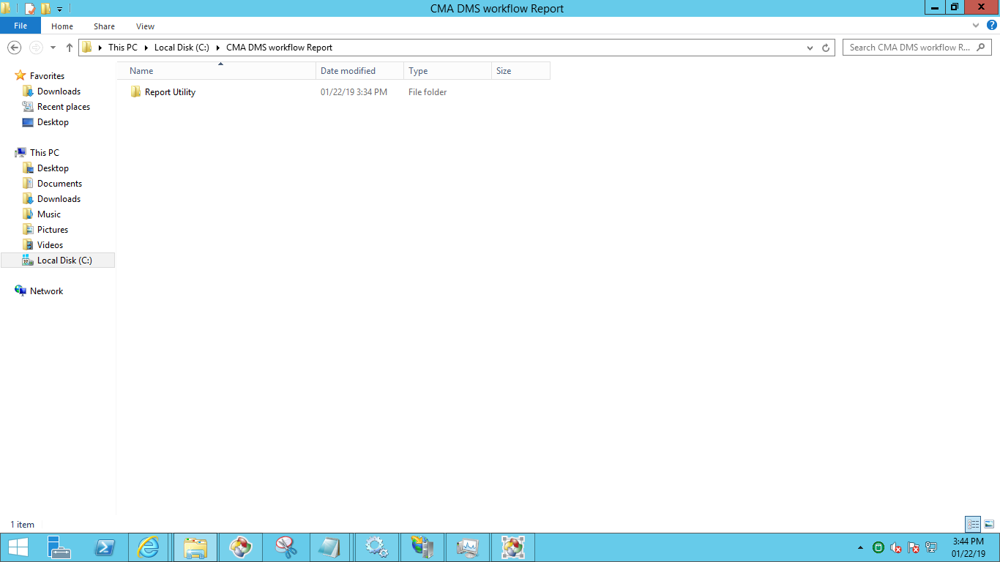 CMA DMS workflow Report
File Home Share View
This PC Local Disk (C:) CMA DMS workflow Report Search CMA DMS workflow R...
Name Date modified Type Size
Report Utility 01/22/19 3:34 PM File folder
Favorites
Downloads
Recent places
Desktop
This PC
Desktop
Documents
Downloads
Music
Pictures
Videos
Local Disk (C:)
Network
1 item
3:44 PM
01/22/19